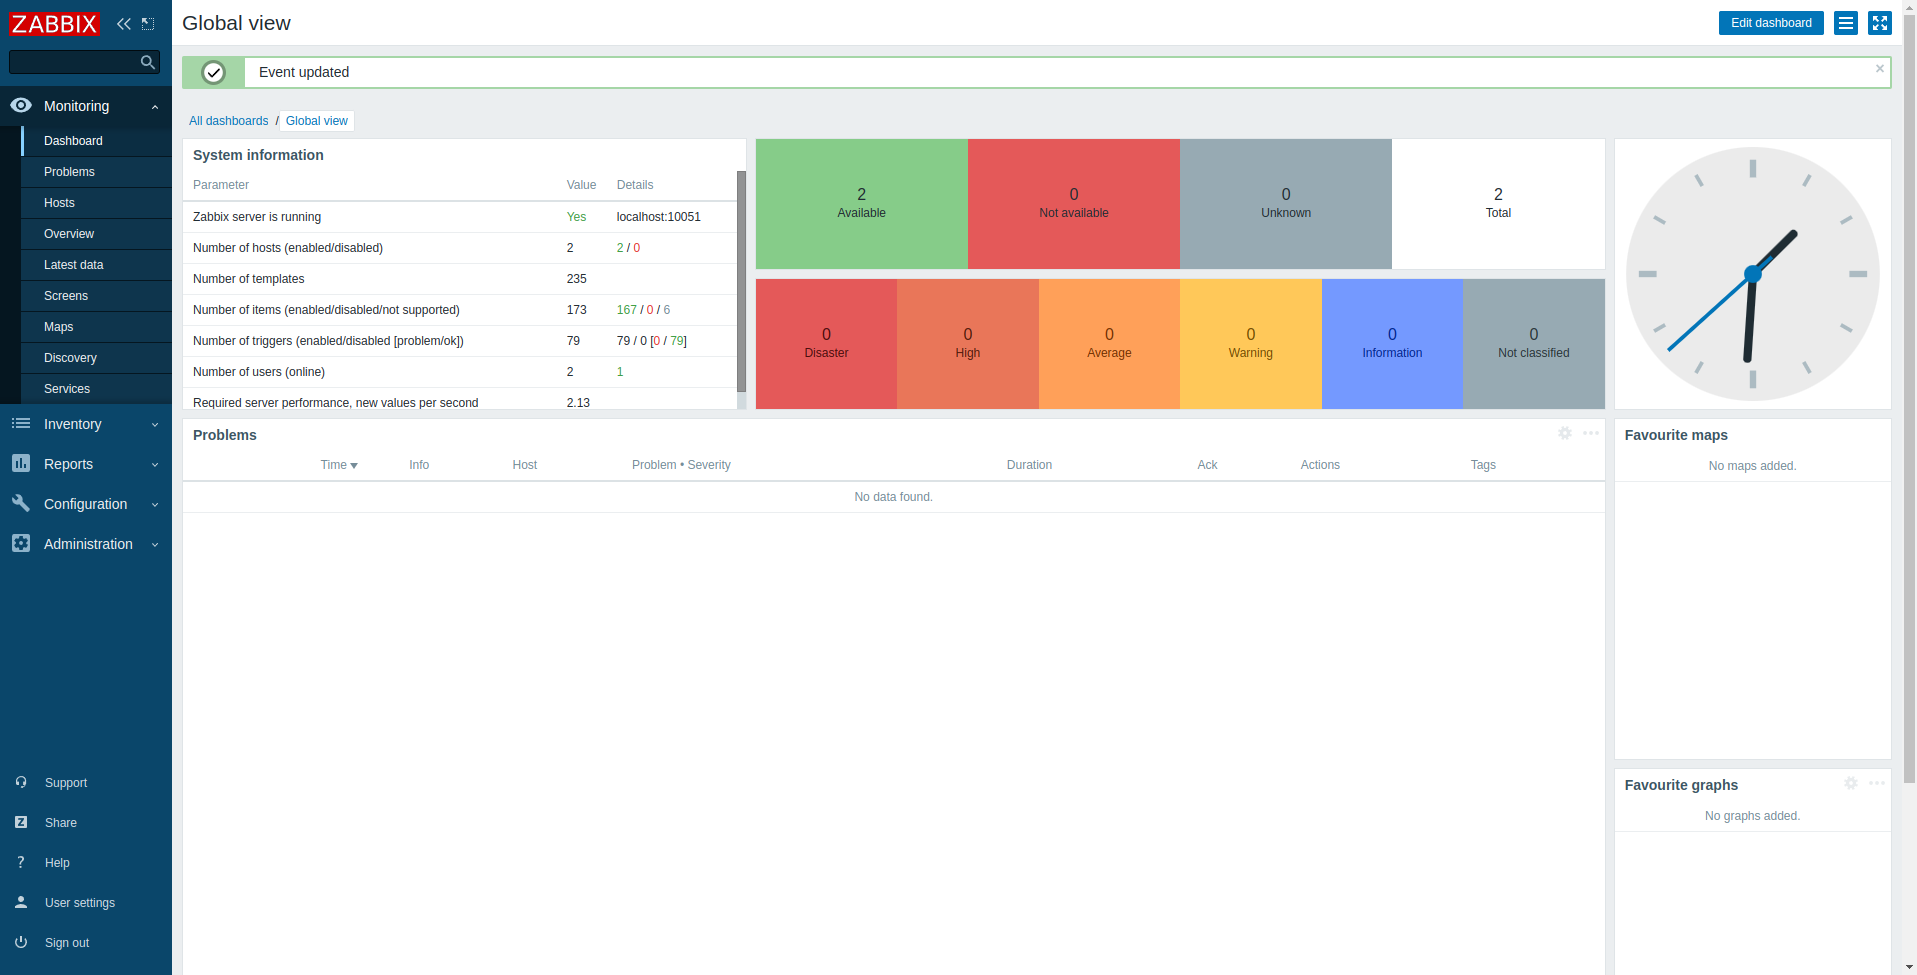 ZABBIX
Monitoring
Dashboard
Problems
Hosts
Overview
Latest data
Screens
Maps
Discovery
Services
Inventory
Reports
Configuration
Administration
Support
Share
Help
User settings
Sign out
Global view
Edit dashboard
Event updated
All dashboards / Global view
System information
Parameter Value Details
Zabbix server is running Yes localhost:10051
Number of hosts (enabled/disabled) 2 2 / 0
Number of templates 235
Number of items (enabled/disabled/not supported) 173 167 / 0 / 6
Number of triggers (enabled/disabled [problem/ok]) 79 79 / 0 [0 / 79]
Number of users (online) 2 1
Required server performance, new values per second 2.13
2 0 0 2
Available Not available Unknown Total
0 0 0 0 0 0
Disaster High Average Warning Information Not classified
Problems
Time Info Host Problem • Severity Duration Ack Actions Tags
No data found.
Favourite maps
No maps added.
Favourite graphs
No graphs added.